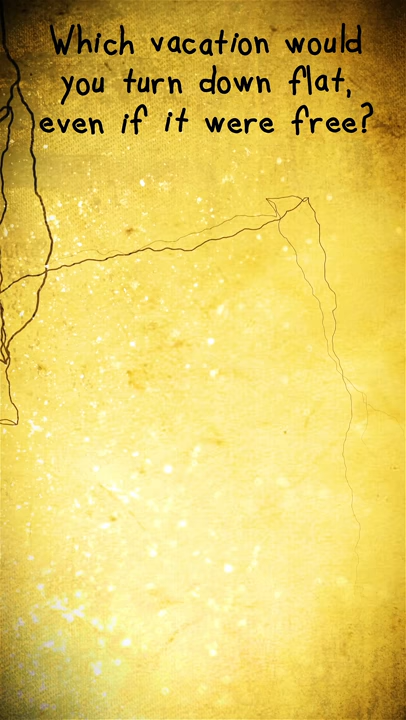 Which vacation would
you turn down flat,
even if it were free?